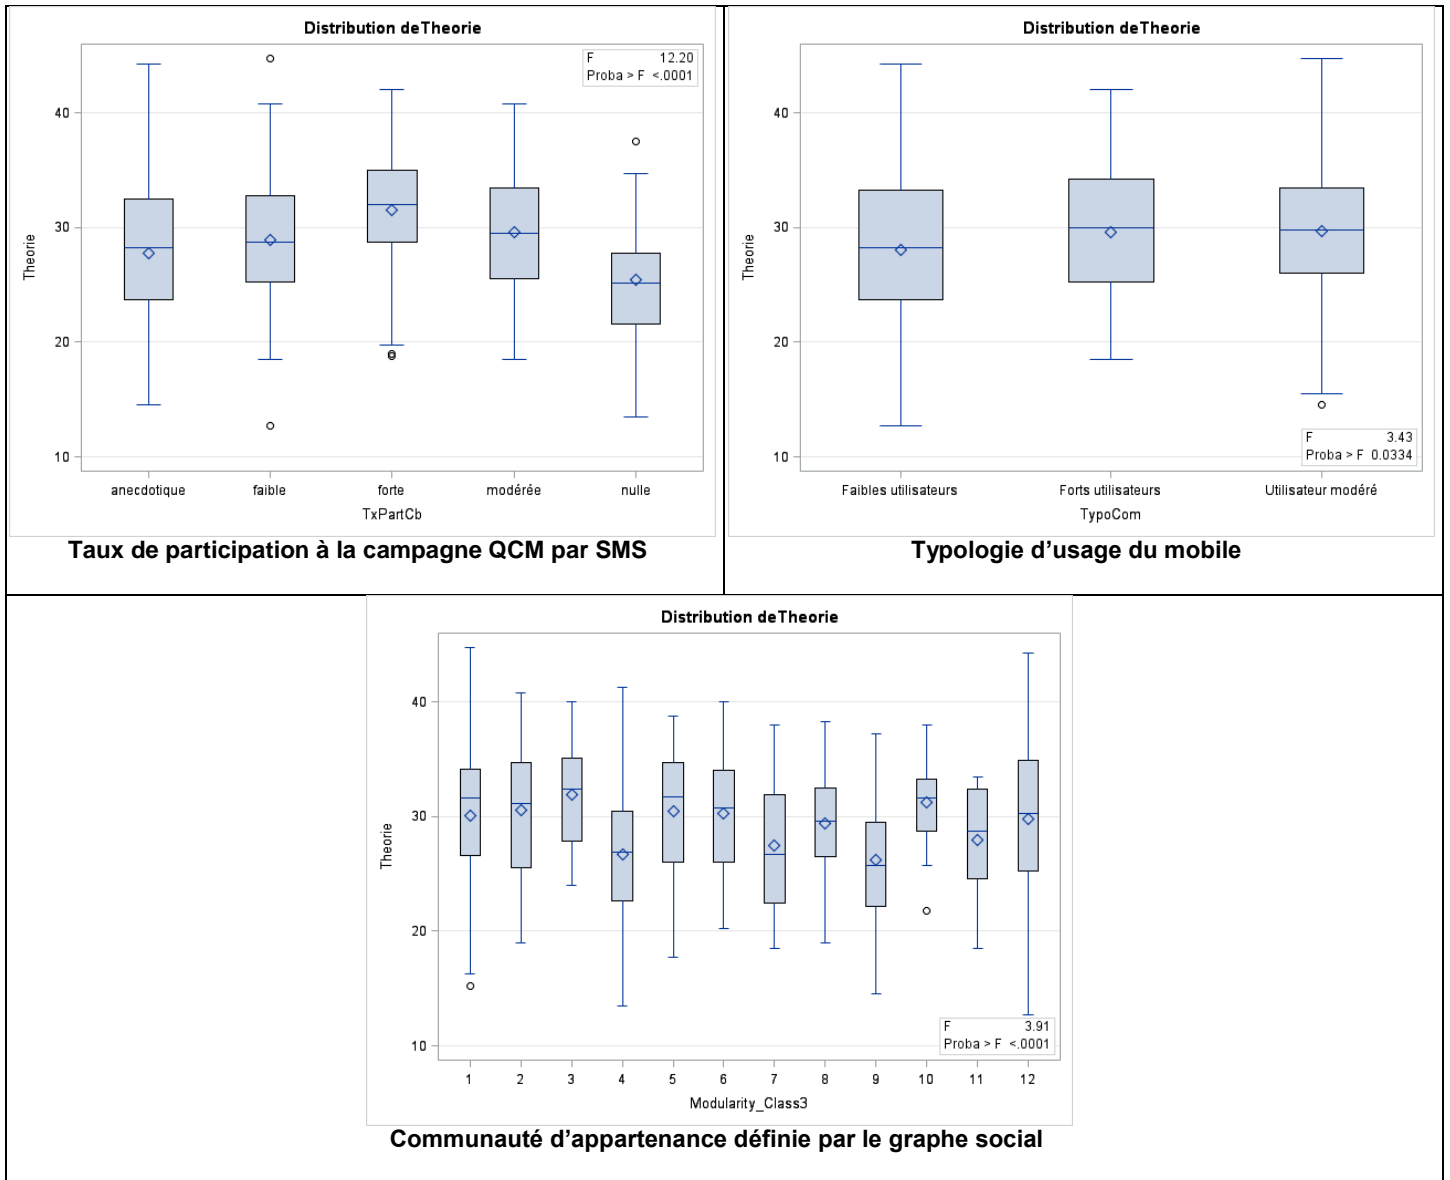 Distribution deTheorie
F 12.20
Proba > F <.0001
40
30
20
10
Theorie
anecdotique faible forte modérée nulle
TxPartCb
Taux de participation à la campagne QCM par SMS
Distribution deTheorie
40
30
20
10
Theorie
F 3.43
Proba > F 0.0334
Faibles utilisateurs Forts utilisateurs Utilisateur modéré
TypoCom
Typologie d’usage du mobile
Distribution deTheorie
40
30
20
10
Theorie
F 3.91
Proba > F <.0001
1 2 3 4 5 6 7 8 9 10 11 12
Modularity_Class3
Communauté d’appartenance définie par le graphe social